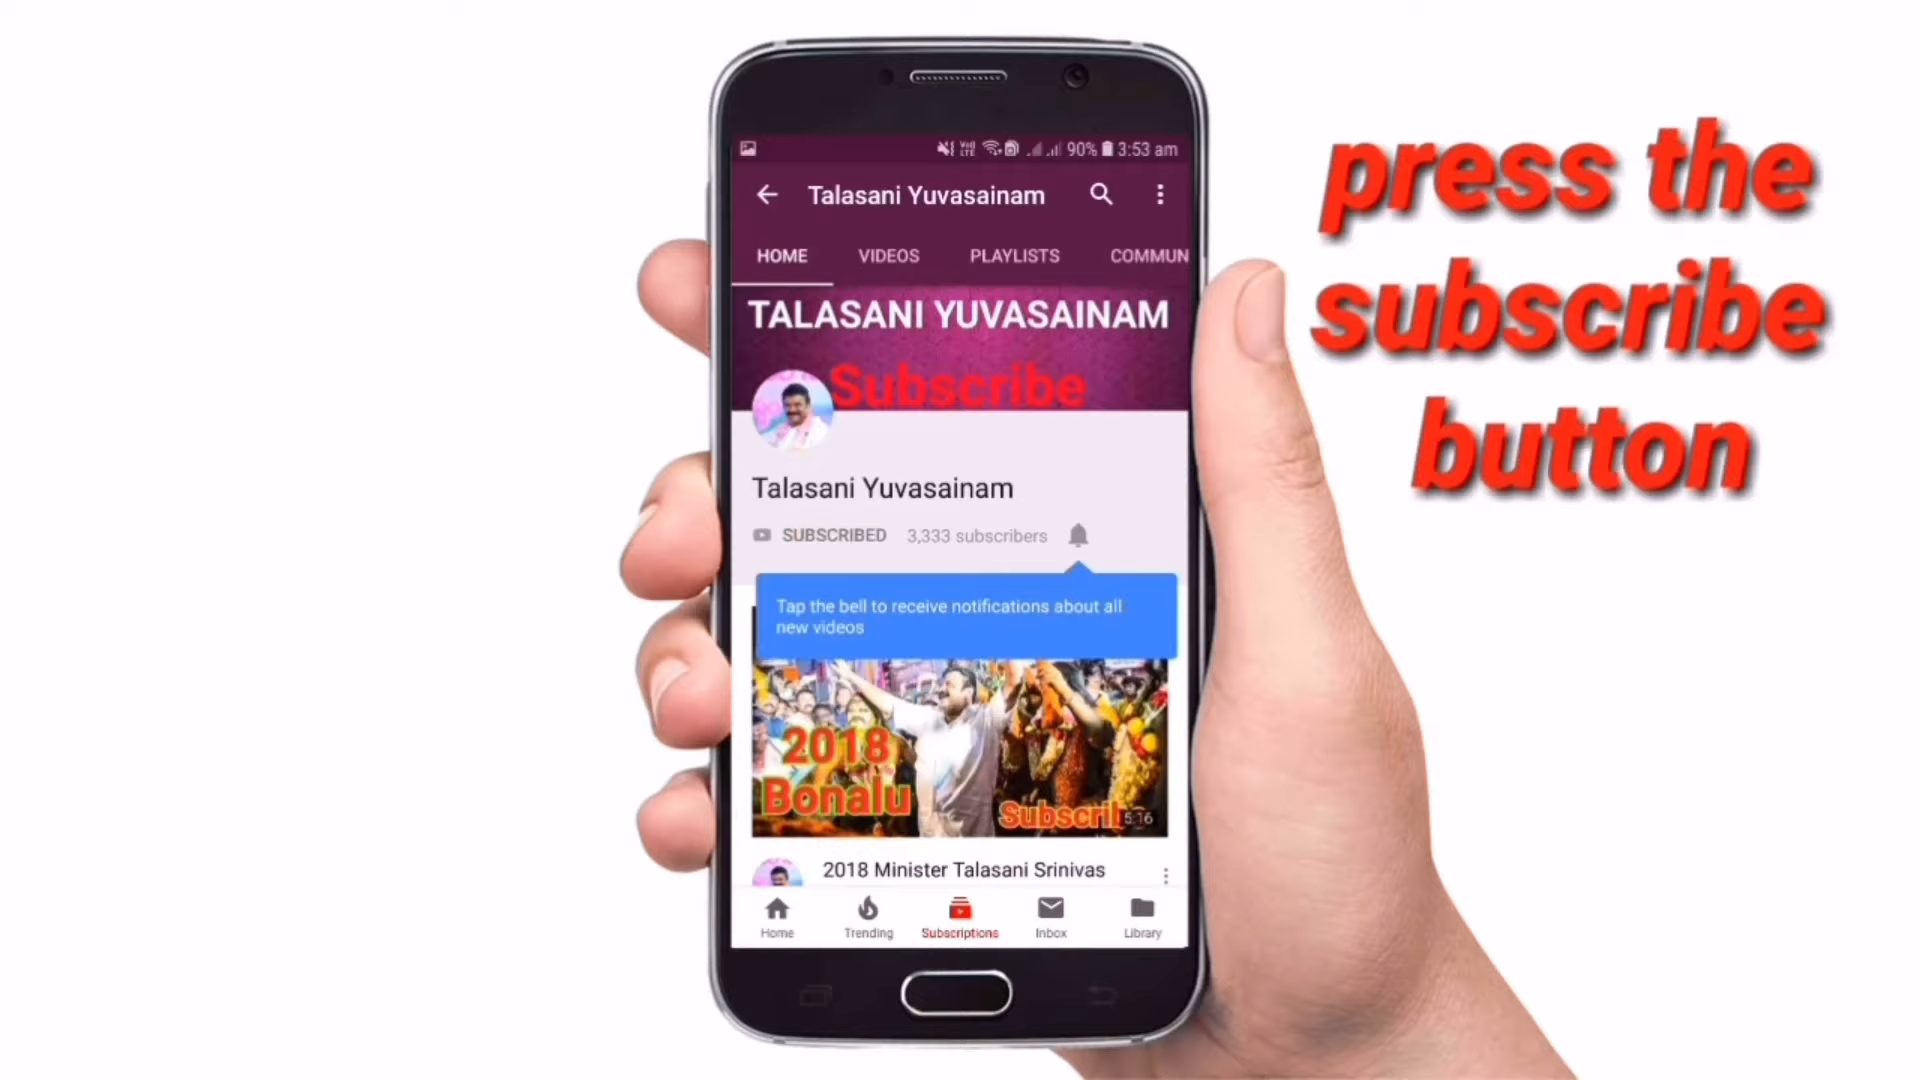 90% 3:53 am
Talasani Yuvasainam
HOME VIDEOS PLAYLISTS COMMUN
TALASANI YUVASAINAM
Subscribe
Talasani Yuvasainam
SUBSCRIBED 3,333 subscribers
Tap the bell to receive notifications about all
new videos
2018
Bonalu
Subscrib
5:16
2018 Minister Talasani Srinivas
Home Trending Subscriptions Inbox Library
press the
subscribe
button